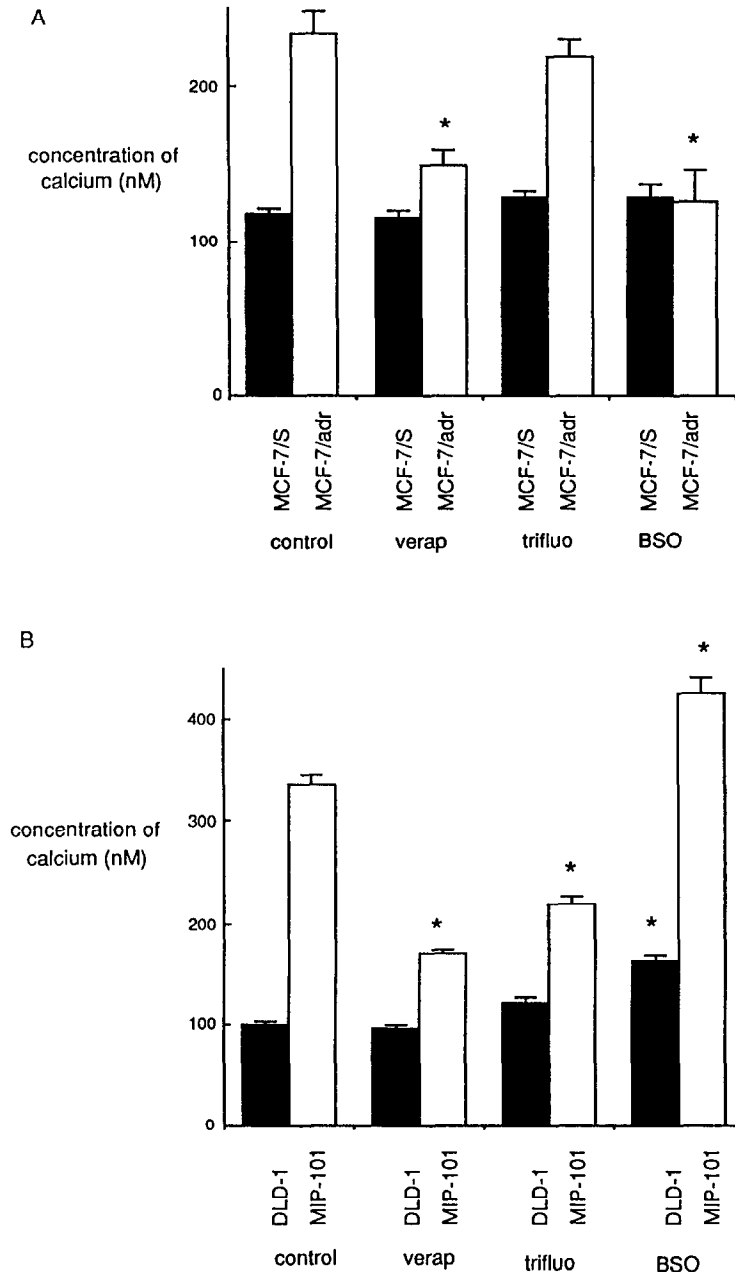 A
200
*
*
concentration of
calcium (nM)
100
0
MCF-7/S
MCF-7/adr
MCF-7/S
MCF-7/adr
MCF-7/S
MCF-7/adr
MCF-7/S
MCF-7/adr
control verap trifluo BSO
B
*
400
concentration of
calcium (nM)
300
*
200
*
*
100
0
DLD-1
MIP-101
DLD-1
MIP-101
DLD-1
MIP-101
DLD-1
MIP-101
control verap trifluo BSO